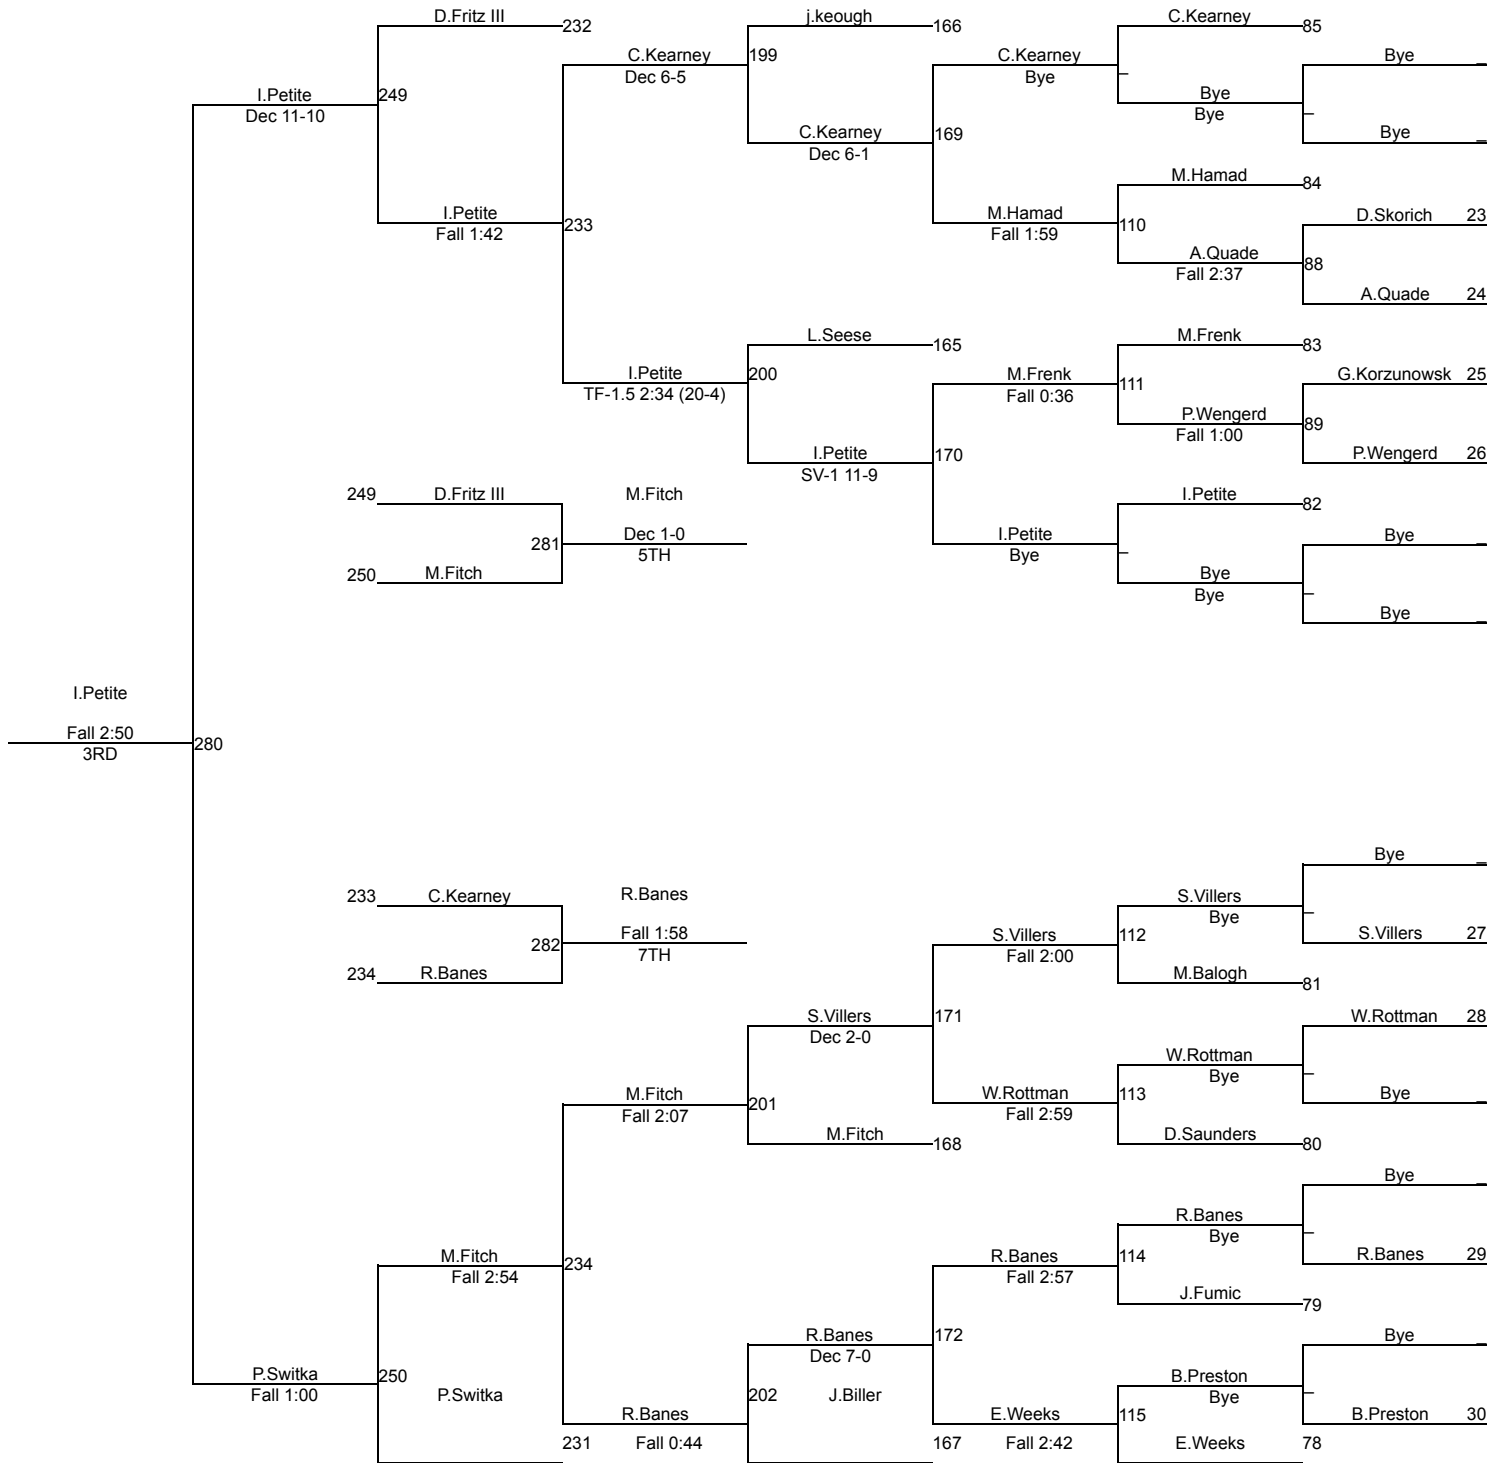 D.Fritz III 232 j.keough 166 C.Kearney 85
C.Kearney 199 C.Kearney Bye _
Dec 6-5 Bye _
I.Petite 249 Bye
Dec 11-10 Bye _
C.Kearney 169 Bye _
Dec 6-1
M.Hamad 84
I.Petite 233 M.Hamad D.Skorich 23
Fall 1:42 Fall 1:59 110
A.Quade 88
Fall 2:37
A.Quade 24
L.Seese 165 M.Frenk 83
I.Petite 200 M.Frenk 111 G.Korzunowsk 25
TF-1.5 2:34 (20-4) Fall 0:36
P.Wengerd 89
Fall 1:00
I.Petite 170 P.Wengerd 26
SV-1 11-9
249 D.Fritz III M.Fitch I.Petite 82
281 Dec 1-0 I.Petite _ Bye _
5TH Bye
250 M.Fitch Bye _
Bye
Bye _
I.Petite
Fall 2:50 280
3RD
Bye _
233 C.Kearney R.Banes S.Villers _
Bye
282 Fall 1:58 S.Villers 112 S.Villers 27
7TH Fall 2:00
234 R.Banes M.Balogh 81
S.Villers 171 W.Rottman 28
Dec 2-0
W.Rottman _
Bye
M.Fitch 201 W.Rottman 113 Bye _
Fall 2:07 Fall 2:59
M.Fitch 168 D.Saunders 80
Bye _
R.Banes _
Bye
M.Fitch 234 R.Banes 114 R.Banes 29
Fall 2:54 Fall 2:57
J.Fumic 79
R.Banes 172 Bye _
Dec 7-0
P.Switka 250 B.Preston _
Fall 1:00 P.Switka 202 J.Biller Bye
R.Banes E.Weeks 115 B.Preston 30
231 Fall 0:44 167 Fall 2:42 E.Weeks 78